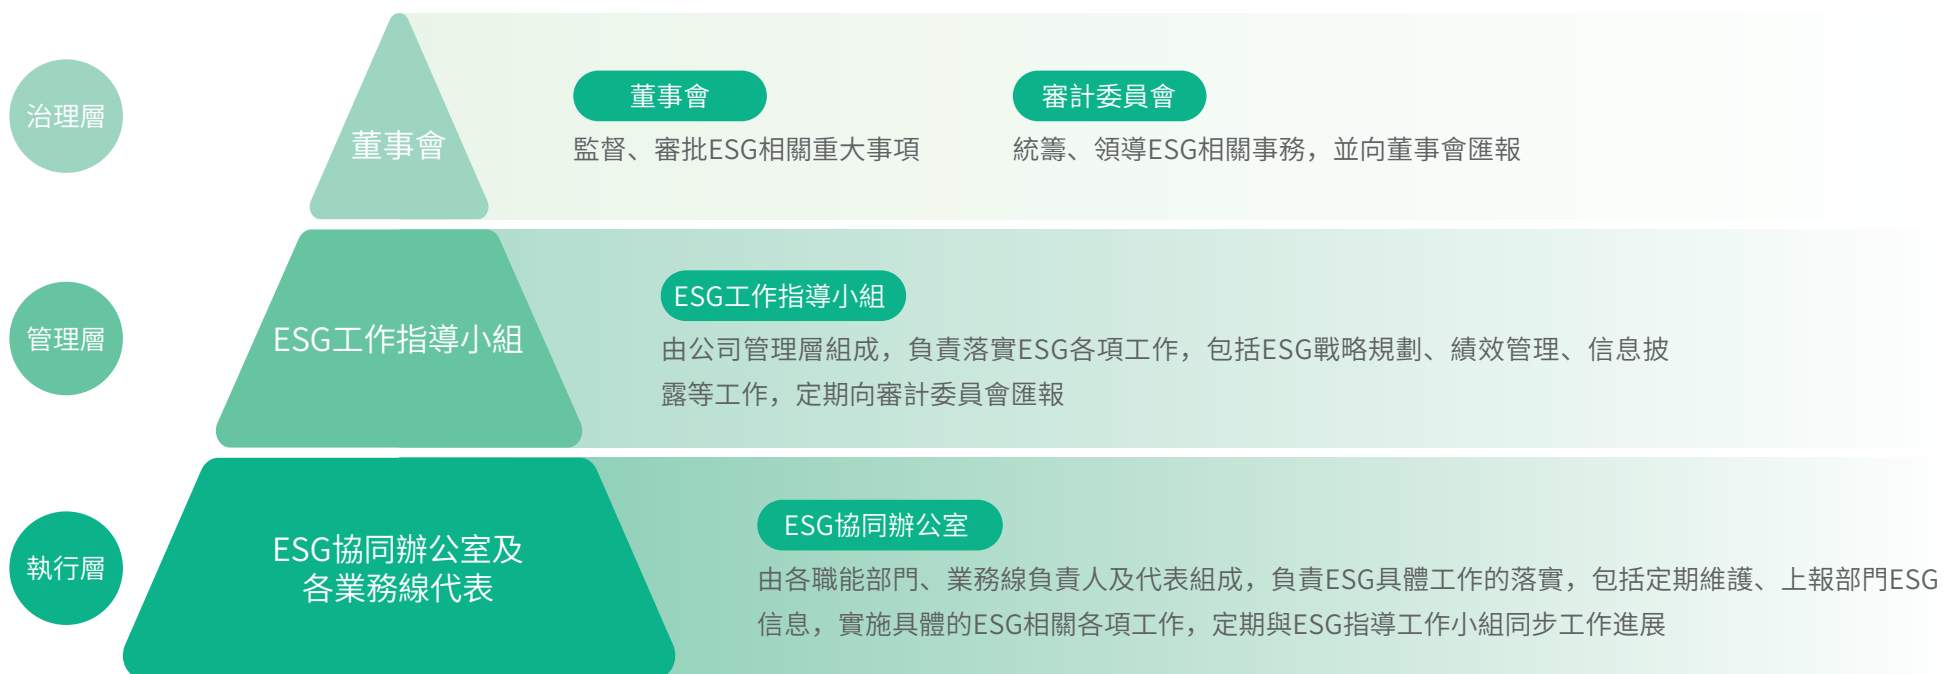 治理層
董事會
董事會
監督、審批ESG相關重大事項
審計委員會
統籌、領導ESG相關事務，並向董事會匯報
管理層
ESG工作指導小組
ESG工作指導小組
由公司管理層組成，負責落實ESG各項工作，包括ESG戰略規劃、績效管理、信息披
露等工作，定期向審計委員會匯報
執行層
ESG協同辦公室及
各業務線代表
ESG協同辦公室
由各職能部門、業務線負責人及代表組成，負責ESG具體工作的落實，包括定期維護、上報部門ESG
信息，實施具體的ESG相關各項工作，定期與ESG指導工作小組同步工作進展